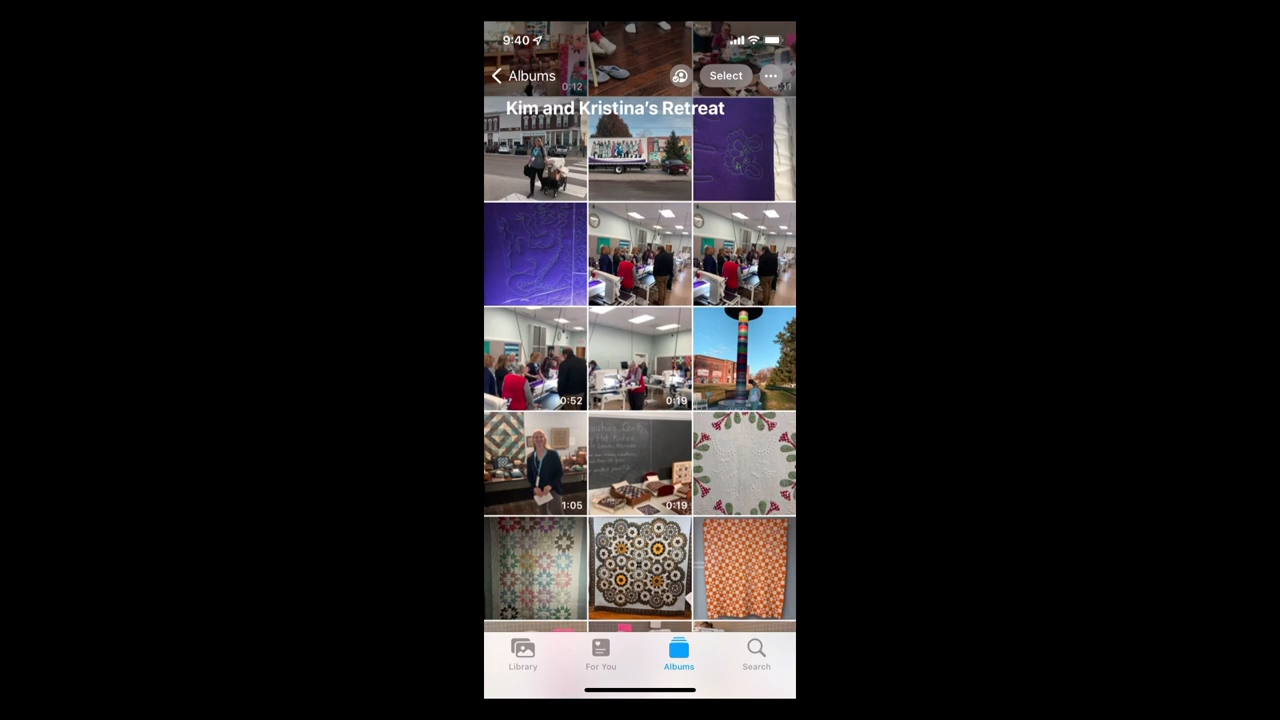 9:40
Albums
Select
0:12
Kim and Kristina's Retreat
0:52
0:19
1:05
0:19
Library
For You
Albums
Search